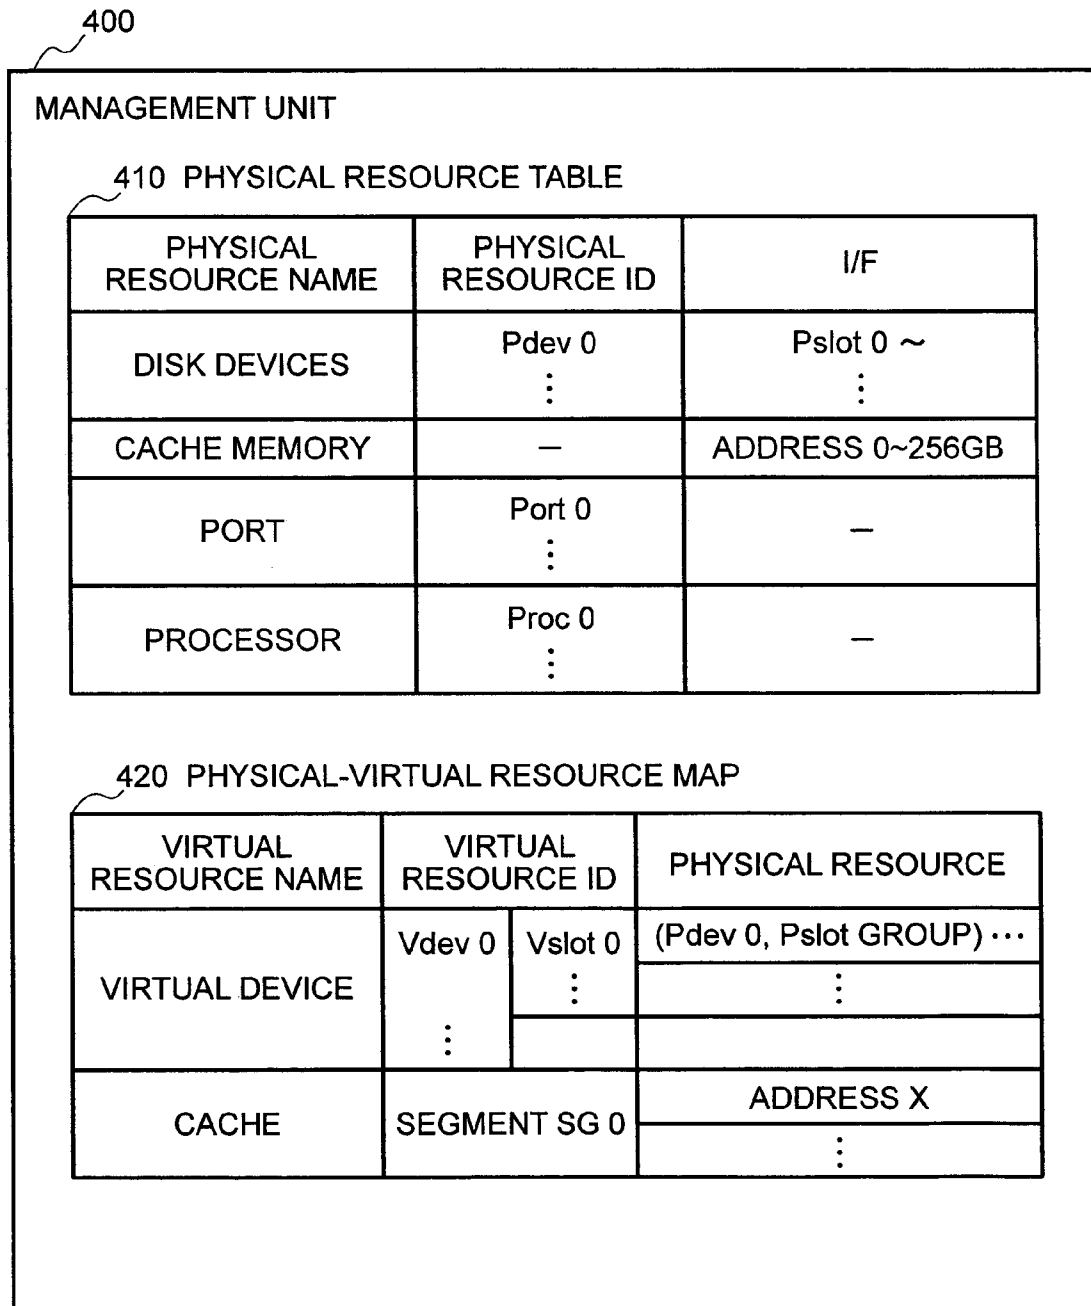 400
MANAGEMENT UNIT
410 PHYSICAL RESOURCE TABLE
PHYSICAL
RESOURCE NAME
PHYSICAL
RESOURCE ID
I/F
DISK DEVICES
Pdev 0
⋮
Pslot 0 ~
⋮
CACHE MEMORY
—
ADDRESS 0~256GB
PORT
Port 0
⋮
—
PROCESSOR
Proc 0
⋮
—
420 PHYSICAL-VIRTUAL RESOURCE MAP
VIRTUAL
RESOURCE NAME
VIRTUAL
RESOURCE ID
PHYSICAL RESOURCE
VIRTUAL DEVICE
Vdev 0
⋮
Vslot 0
⋮
(Pdev 0, Pslot GROUP) ⋯
⋮
CACHE
SEGMENT SG 0
ADDRESS X
⋮